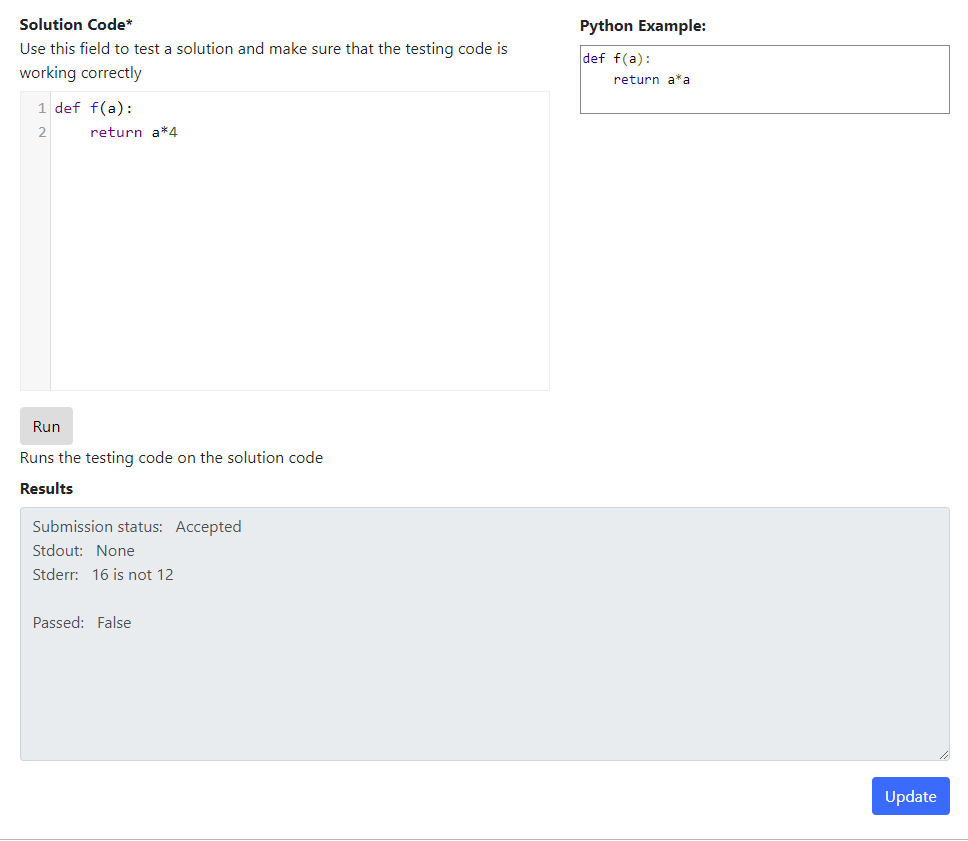 Solution Code*
Use this field to test a solution and make sure that the testing code is
working correctly
1 def f(a):
2     return a*4
Python Example:
def f(a):
    return a*a
Run
Runs the testing code on the solution code
Results
Submission status:   Accepted
Stdout:   None
Stderr:   16 is not 12
Passed:   False
Update